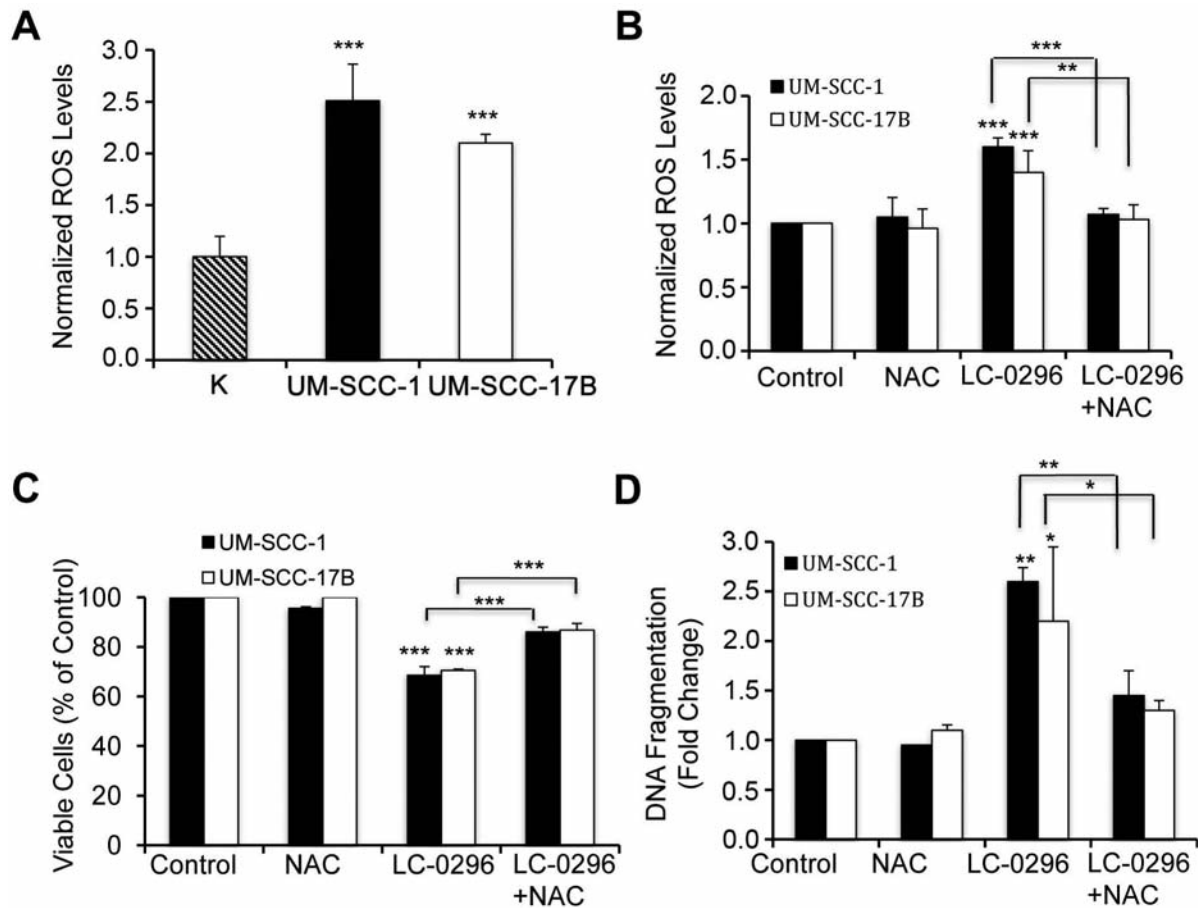 A
Normalized ROS Levels
3.0
2.5
2.0
1.5
1.0
0.5
0.0
***
***
K
UM-SCC-1
UM-SCC-17B
B
Normalized ROS Levels
2.0
1.5
1.0
0.5
0.0
UM-SCC-1
UM-SCC-17B
***
**
***
***
Control
NAC
LC-0296
LC-0296
+NAC
C
Viable Cells (% of Control)
100
80
60
40
20
0
UM-SCC-1
UM-SCC-17B
***
***
***
***
Control
NAC
LC-0296
LC-0296
+NAC
D
DNA Fragmentation
(Fold Change)
3.0
2.5
2.0
1.5
1.0
0.5
0.0
UM-SCC-1
UM-SCC-17B
**
*
**
*
Control
NAC
LC-0296
LC-0296
+NAC